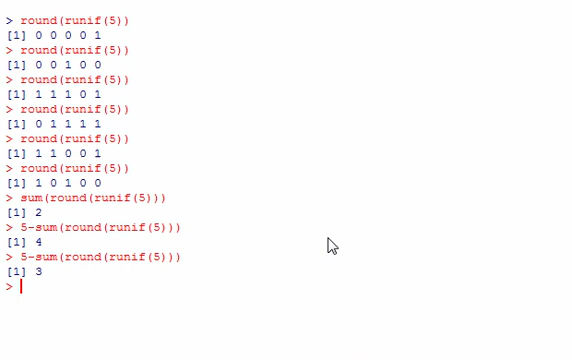 > round(runif(5))
[1] 0 0 0 0 1
> round(runif(5))
[1] 0 0 1 0 0
> round(runif(5))
[1] 1 1 1 0 1
> round(runif(5))
[1] 0 1 1 1 1
> round(runif(5))
[1] 1 1 0 0 1
> round(runif(5))
[1] 1 0 1 0 0
> sum(round(runif(5)))
[1] 2
> 5-sum(round(runif(5)))
[1] 4
> 5-sum(round(runif(5)))
[1] 3
>